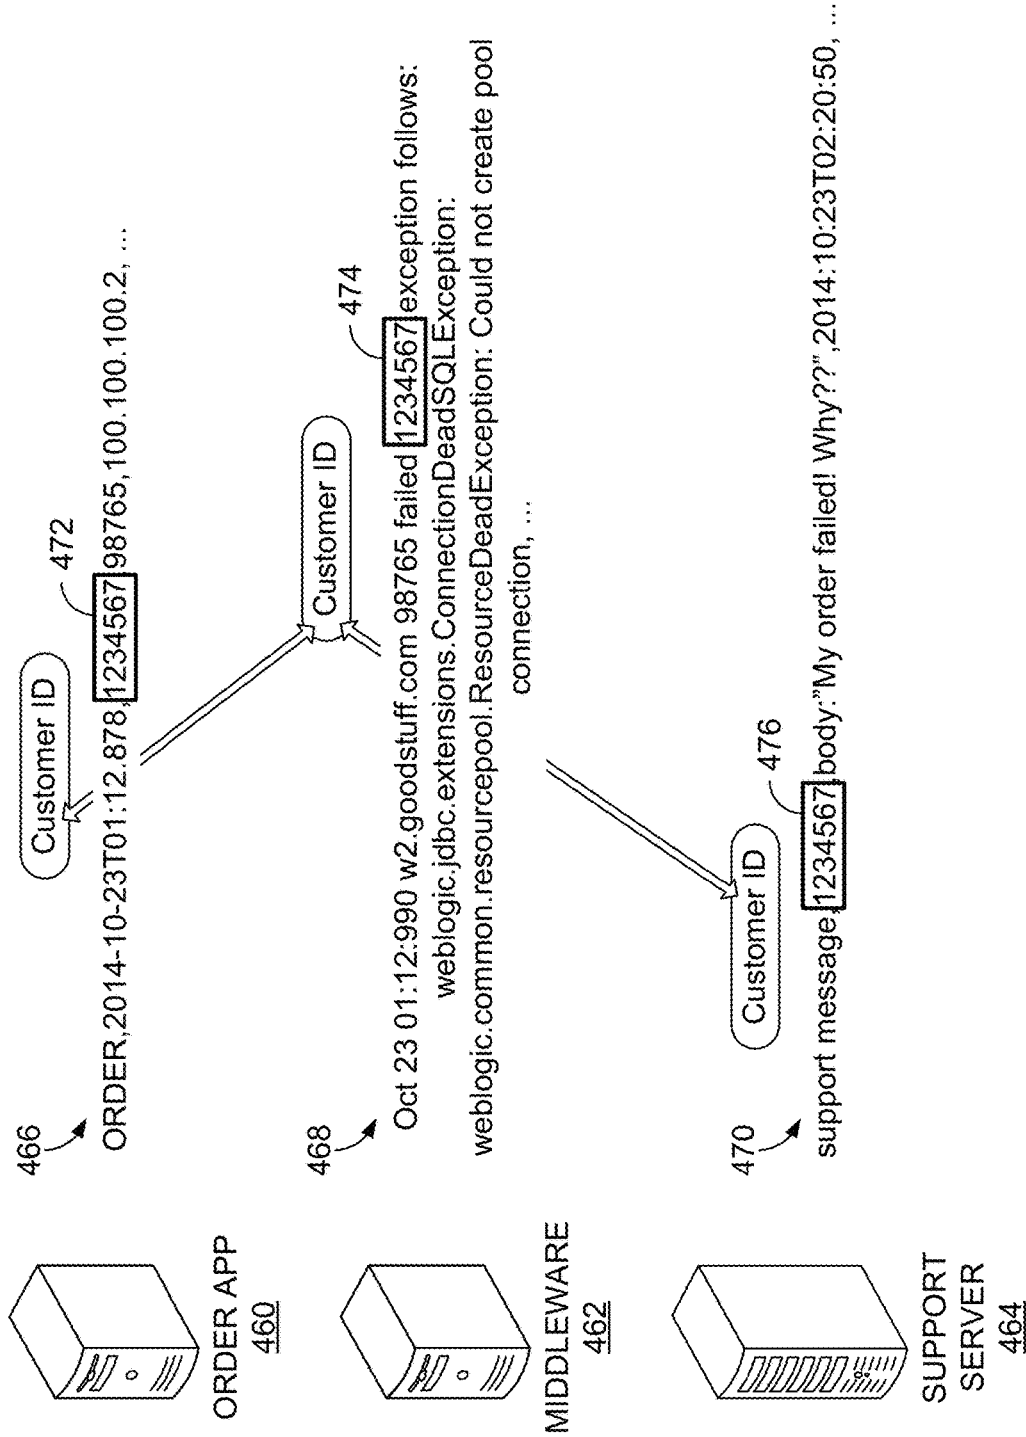 466
Customer ID
472
ORDER,2014-10-23T01:12.878,1234567,98765,100.100.100.2, ...
ORDER APP
460
468
Customer ID
474
Oct 23 01:12:990 w2.goodstuff.com 98765 failed 1234567 exception follows:
weblogic.jdbc.extensions.ConnectionDeadSQLException:
weblogic.common.resourcepool.ResourceDeadException: Could not create pool
connection, ...
MIDDLEWARE
462
470
Customer ID
476
support message,1234567,body:"My order failed! Why??",2014:10:23T02:20:50, ...
SUPPORT
SERVER
464